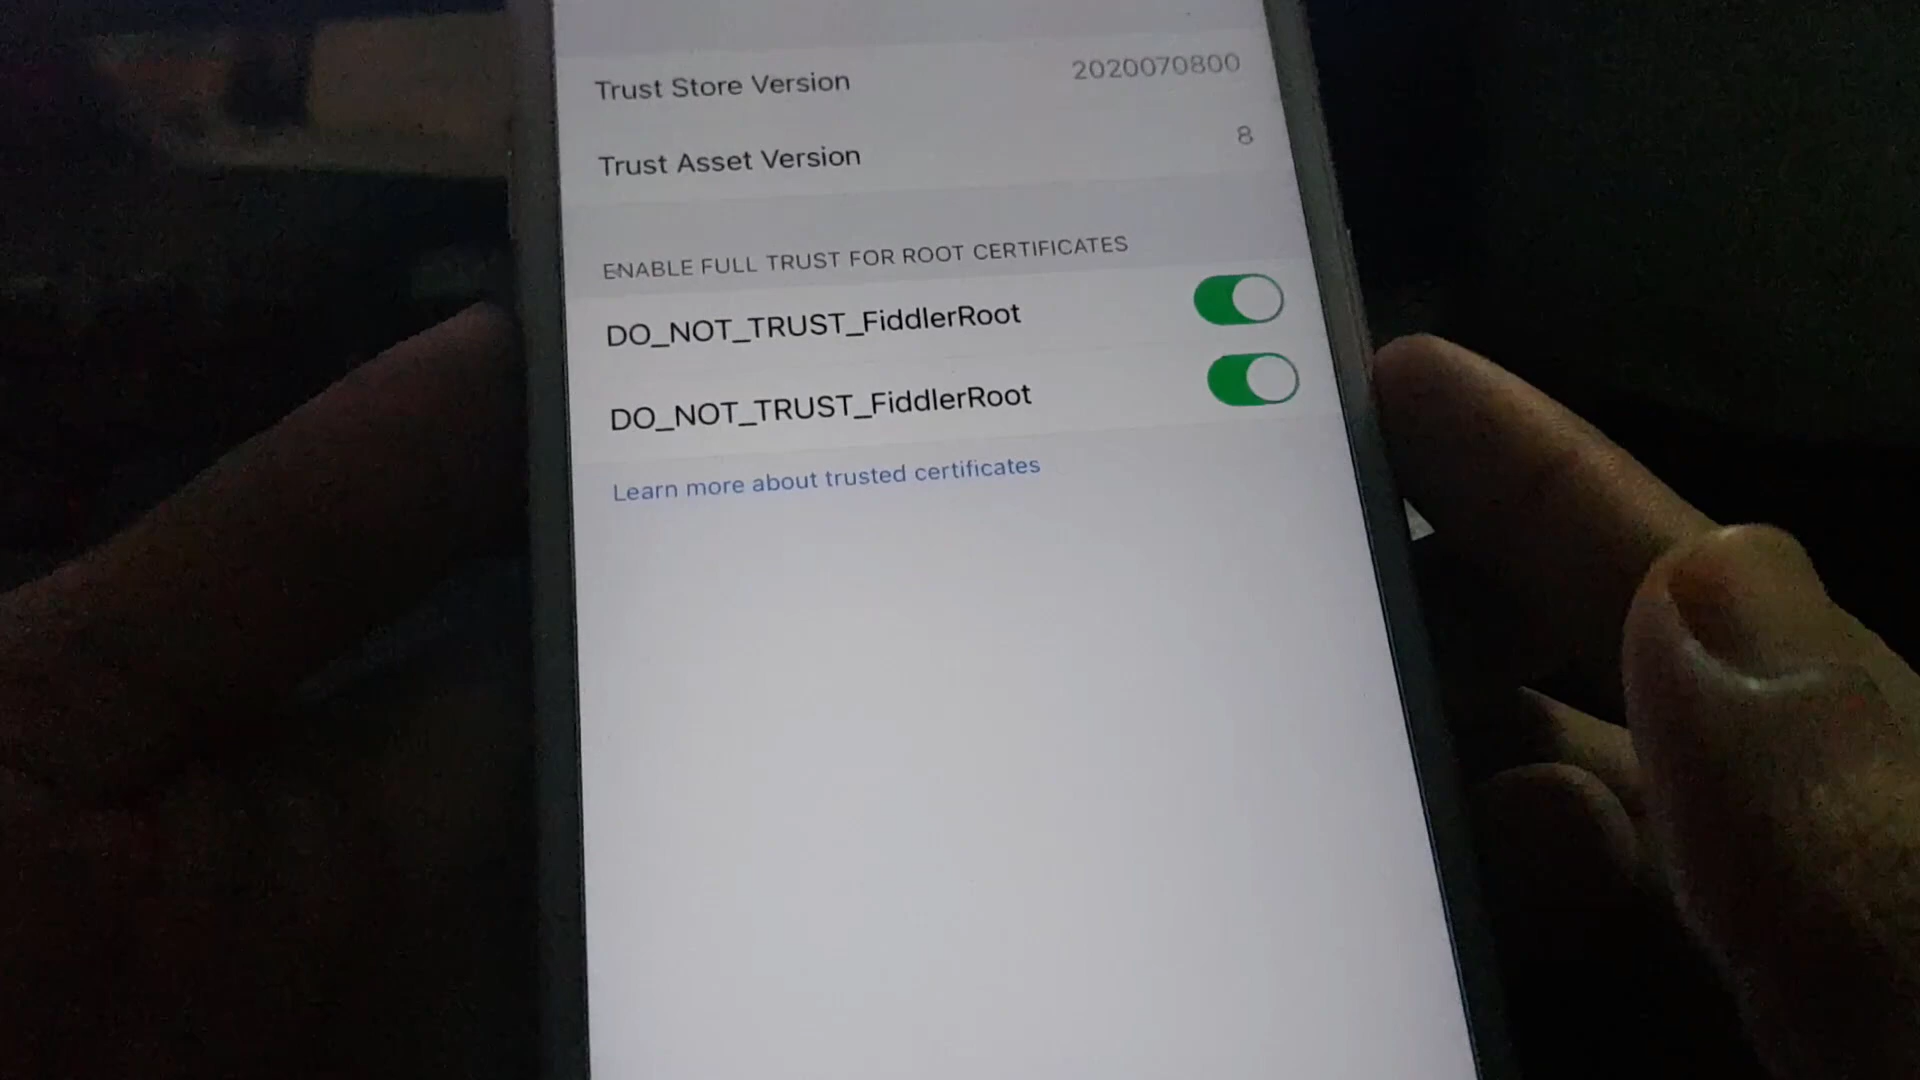 Trust Store Version 2020070800
Trust Asset Version 8
ENABLE FULL TRUST FOR ROOT CERTIFICATES
DO_NOT_TRUST_FiddlerRoot
DO_NOT_TRUST_FiddlerRoot
Learn more about trusted certificates